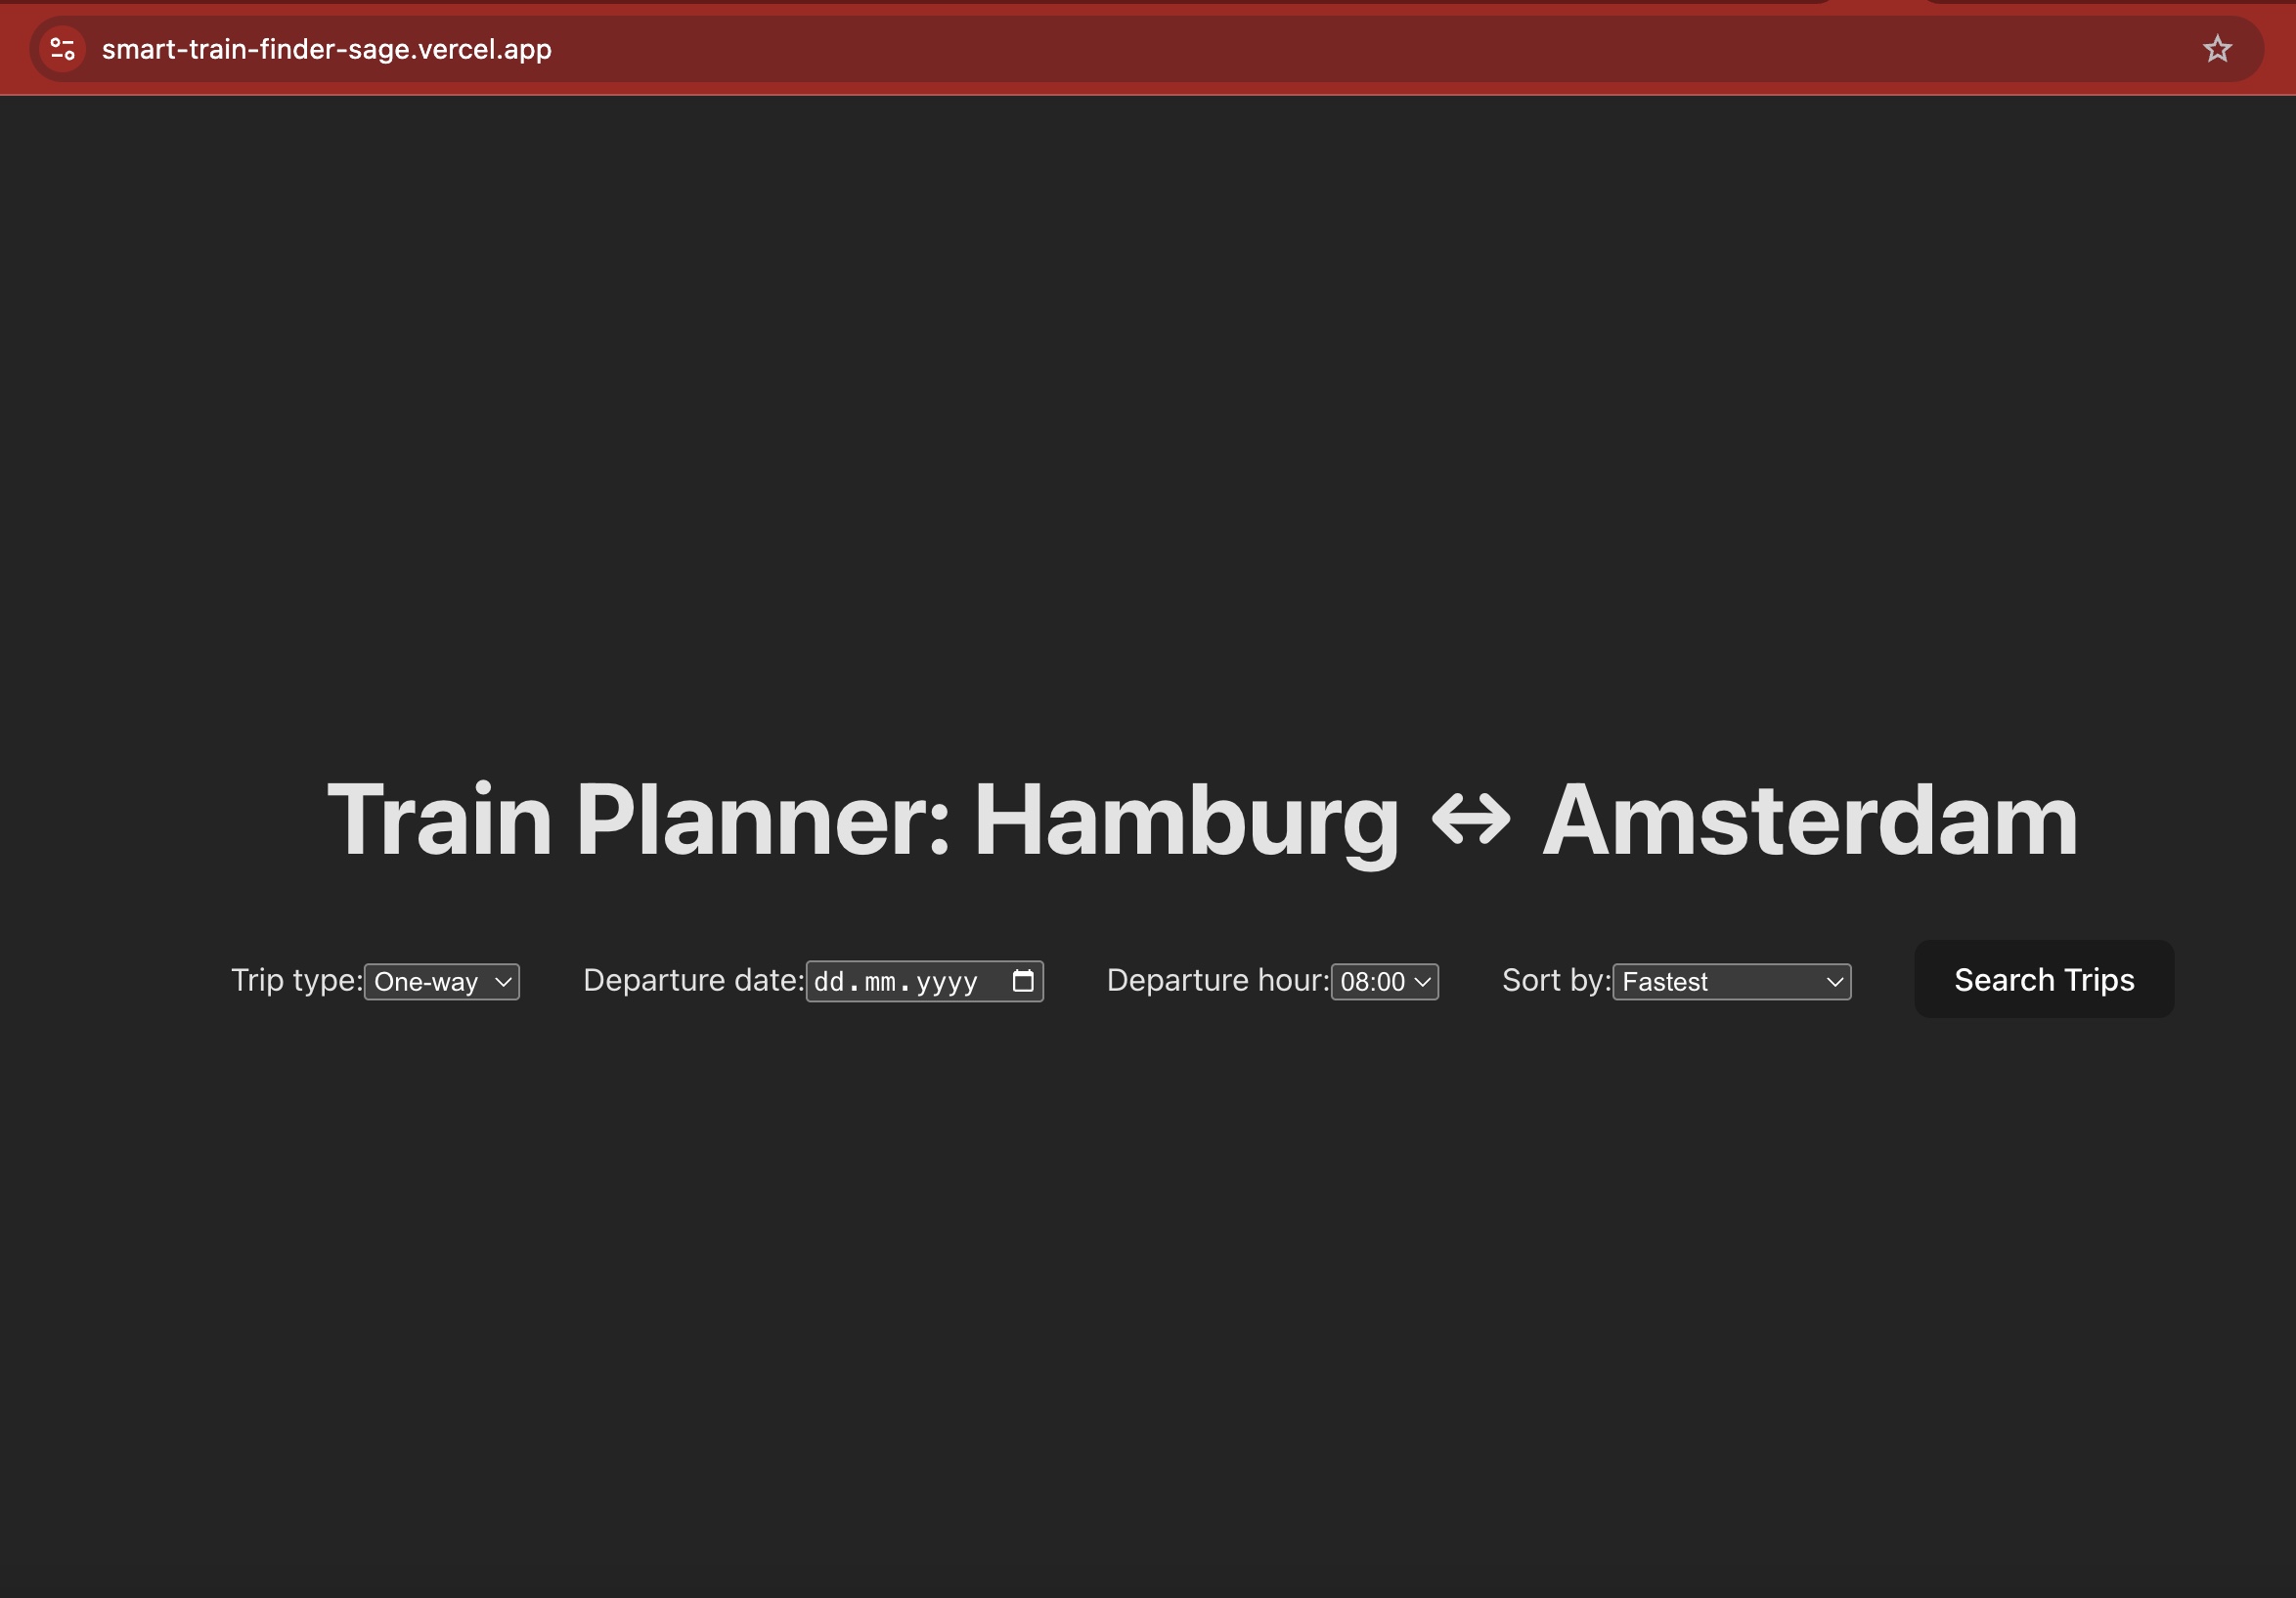 smart-train-finder-sage.vercel.app
Train Planner: Hamburg ↔ Amsterdam
Trip type: One-way Departure date: dd.mm.yyyy Departure hour: 08:00 Sort by: Fastest Search Trips